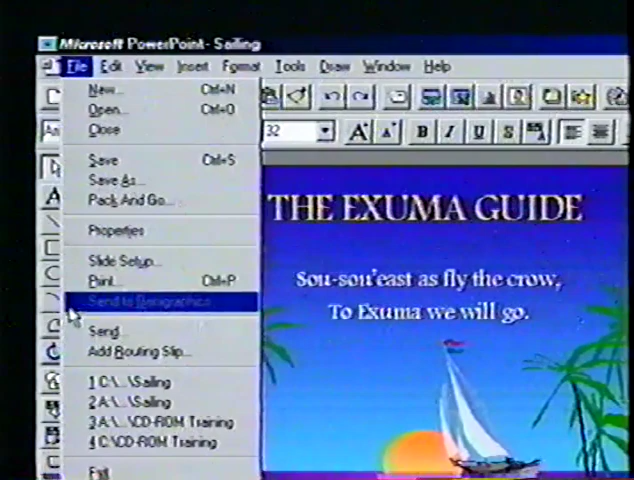 Microsoft PowerPoint - Sailing
File Edit View Insert Format Tools Draw Window Help
New... Ctrl+N
Open... Ctrl+O
Close
Save Ctrl+S
Save As...
Pack And Go...
Properties
Slide Setup...
Print... Ctrl+P
Send to Genigraphics
Send...
Add Routing Slip...
1 C:\...\Sailing
2 A:\...\Sailing
3 A:\...\CD-ROM Training
4 C:\CD-ROM Training
Exit
32
A A B I U S
THE EXUMA GUIDE
Sou-sou'east as fly the crow,
To Exuma we will go.